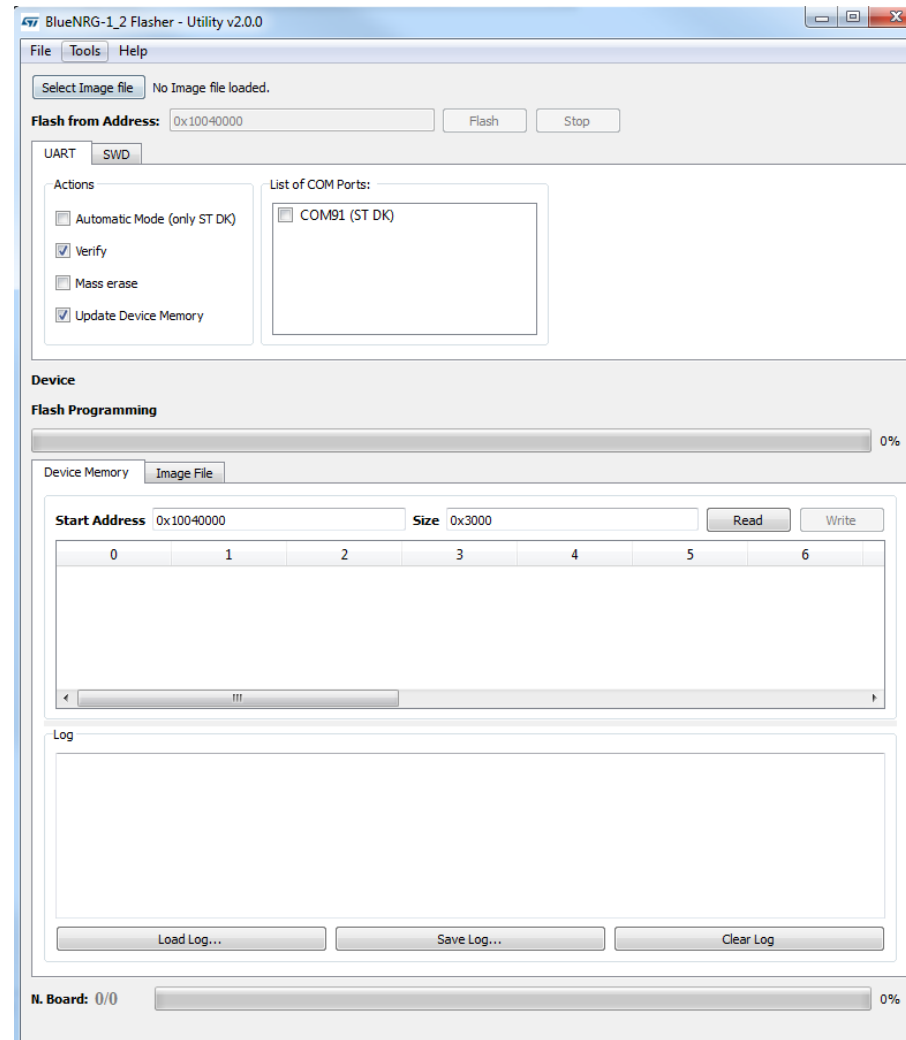 BlueNRG-1_2 Flasher - Utility v2.0.0
File Tools Help
Select Image file No Image file loaded.
Flash from Address: 0x10040000 Flash Stop
UART SWD
Actions List of COM Ports:
Automatic Mode (only ST DK) COM91 (ST DK)
Verify
Mass erase
Update Device Memory
Device
Flash Programming
0%
Device Memory Image File
Start Address 0x10040000 Size 0x3000 Read Write
0 1 2 3 4 5 6
Log
Load Log... Save Log... Clear Log
N. Board: 0/0 0%